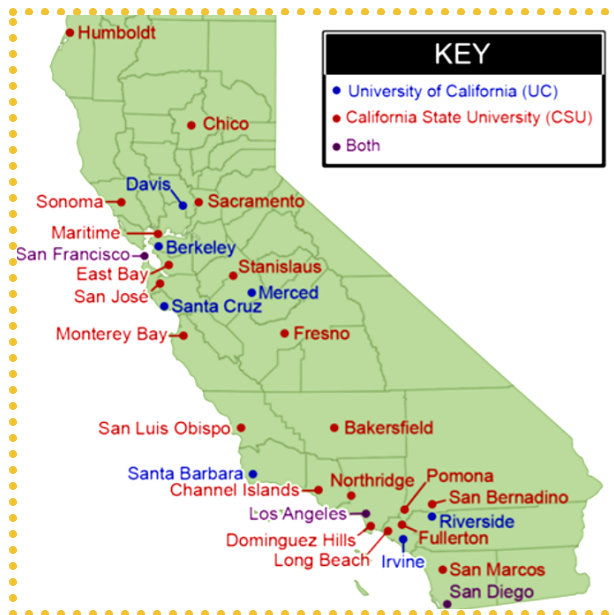 Humboldt
KEY
University of California (UC)
California State University (CSU)
Both
Chico
Davis
Sonoma
Sacramento
Maritime
San Francisco
Berkeley
East Bay
Stanislaus
San José
Merced
Santa Cruz
Monterey Bay
Fresno
San Luis Obispo
Bakersfield
Santa Barbara
Channel Islands
Northridge
Pomona
San Bernadino
Los Angeles
Riverside
Dominguez Hills
Fullerton
Long Beach
Irvine
San Marcos
San Diego